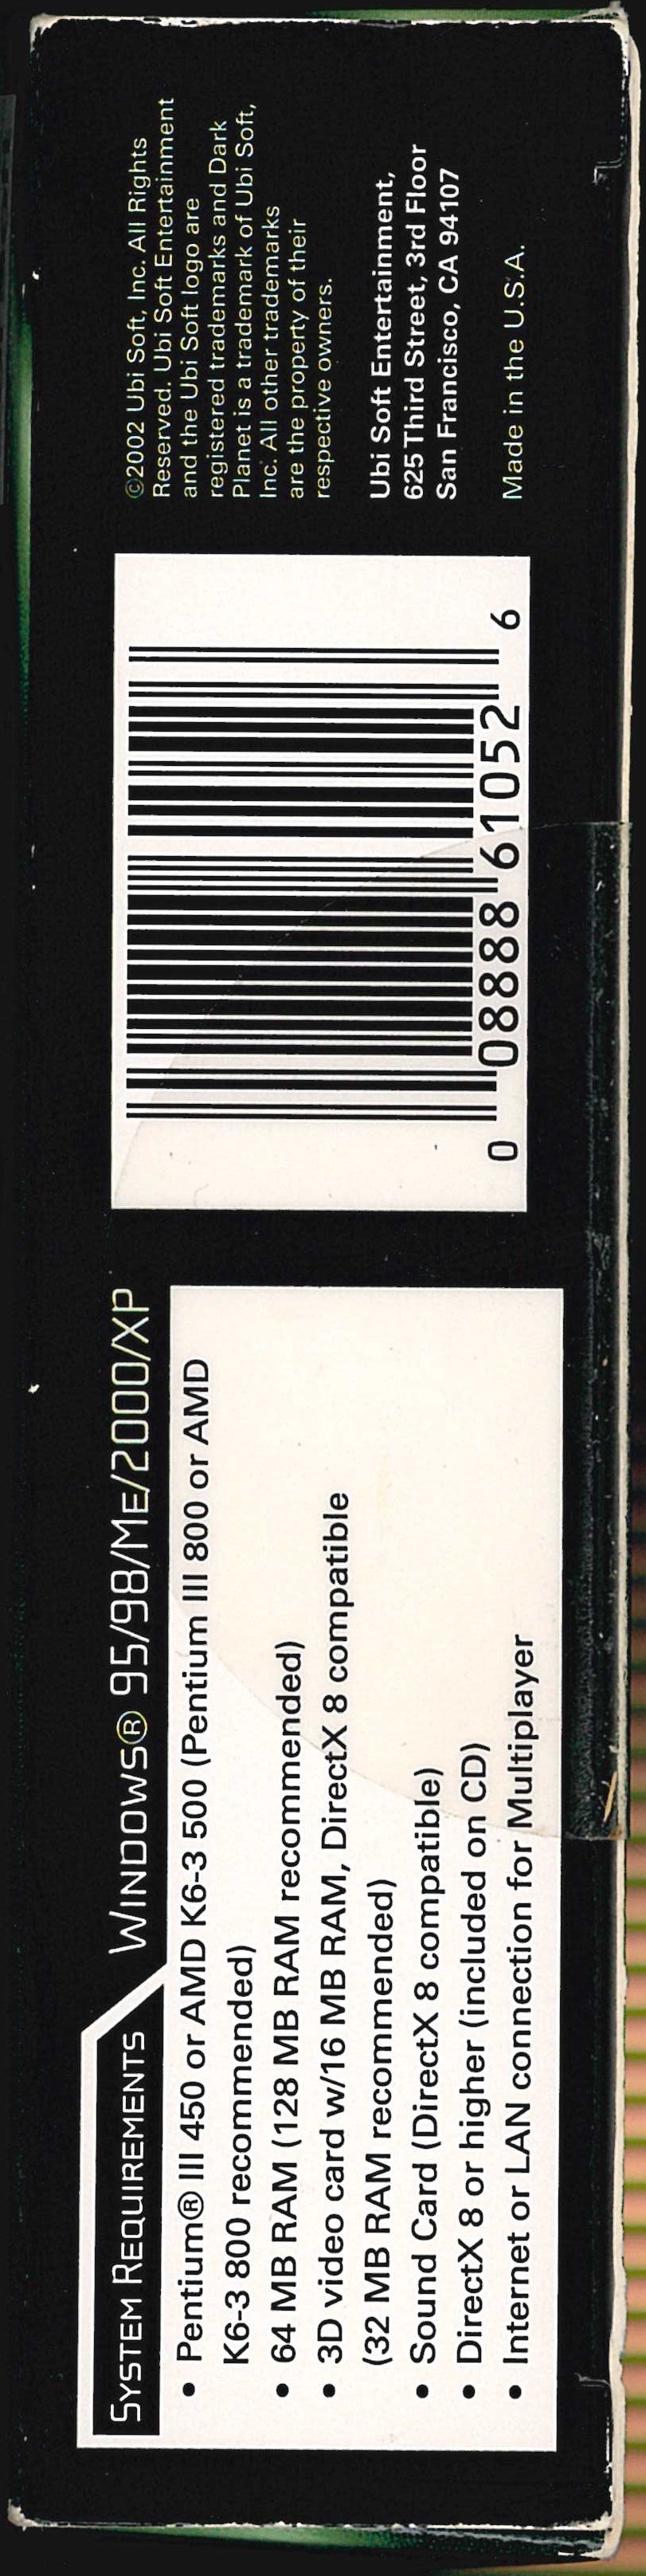 SYSTEM REQUIREMENTS
WINDOWS® 95/98/ME/2000/XP
• Pentium® III 450 or AMD K6-3 500 (Pentium III 800 or AMD
K6-3 800 recommended)
• 64 MB RAM (128 MB RAM recommended)
• 3D video card w/16 MB RAM, DirectX 8 compatible
(32 MB RAM recommended)
• Sound Card (DirectX 8 compatible)
• DirectX 8 or higher (included on CD)
• Internet or LAN connection for Multiplayer
0 08888 61052 6
©2002 Ubi Soft, Inc. All Rights
Reserved. Ubi Soft Entertainment
and the Ubi Soft logo are
registered trademarks and Dark
Planet is a trademark of Ubi Soft,
Inc. All other trademarks
are the property of their
respective owners.
Ubi Soft Entertainment,
625 Third Street, 3rd Floor
San Francisco, CA 94107
Made in the U.S.A.